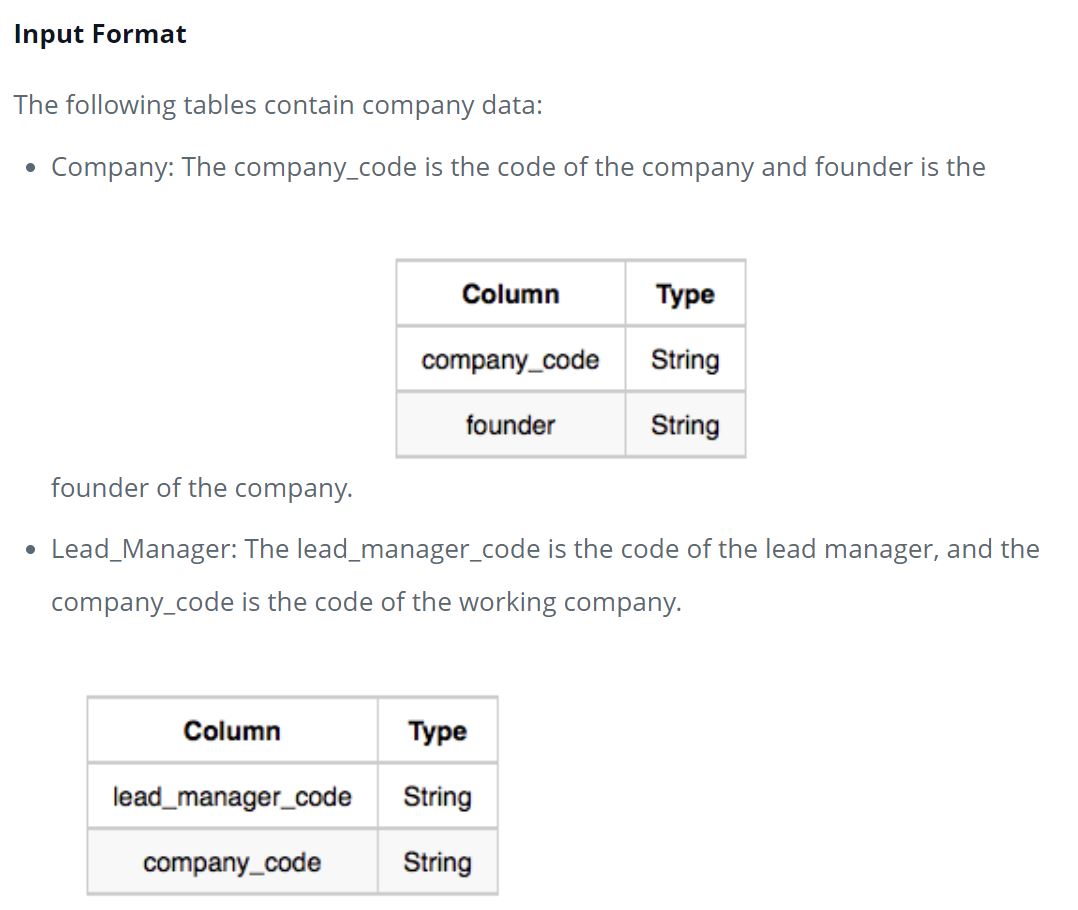 Input Format
The following tables contain company data:
• Company: The company_code is the code of the company and founder is the
Column Type
company_code String
founder String
founder of the company.
• Lead_Manager: The lead_manager_code is the code of the lead manager, and the
company_code is the code of the working company.
Column Type
lead_manager_code String
company_code String